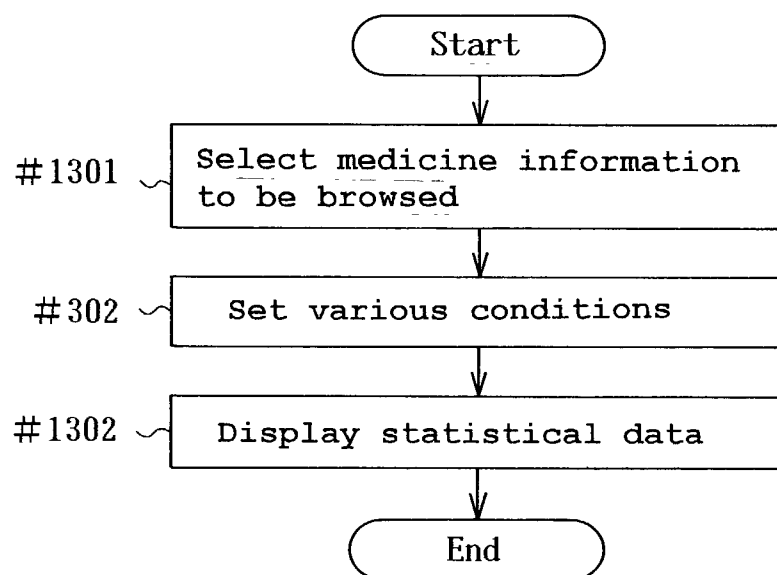 Start
#1301
Select medicine information
to be browsed
#302
Set various conditions
#1302
Display statistical data
End